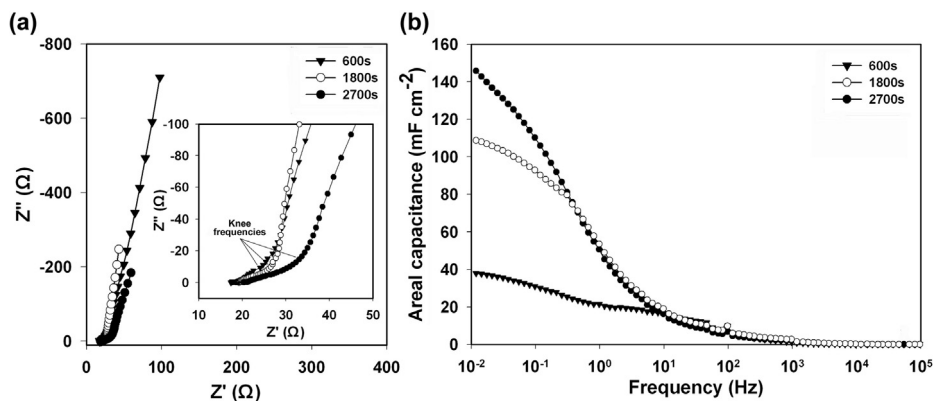 (a)
-800
-600
-400
-200
0
Z'' (Ω)
0 100 200 300 400
Z' (Ω)
600s
1800s
2700s
-100
-80
-60
-40
-20
0
Z'' (Ω)
10 20 30 40 50
Z' (Ω)
Knee
frequencies
(b)
160
140
120
100
80
60
40
20
0
Areal capacitance (mF cm⁻²)
10⁻² 10⁻¹ 10⁰ 10¹ 10² 10³ 10⁴ 10⁵
Frequency (Hz)
600s
1800s
2700s